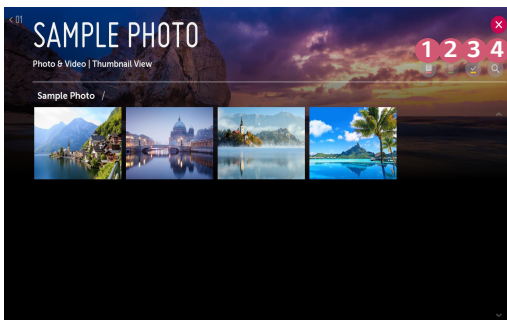 < 01
SAMPLE PHOTO
1 2 3 4
Photo & Video | Thumbnail View
Sample Photo /